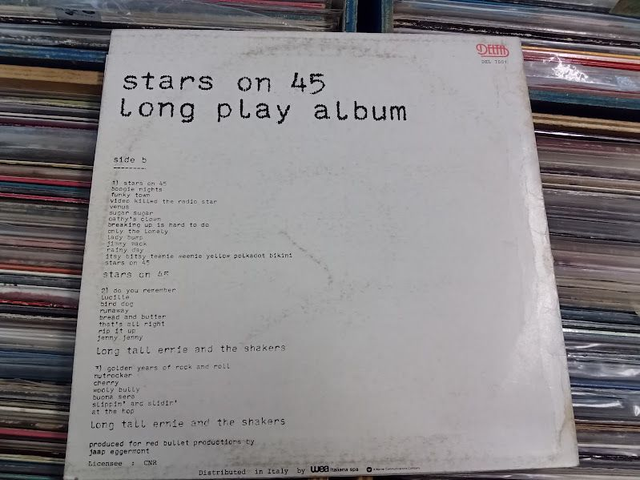 DELTA
DEL 7001
stars on 45
long play album
side b
1) stars on 45
boogie nights
funky town
video killed the radio star
venus
sugar sugar
cathy's clown
breaking up is hard to do
only the lonely
lady bump
jimmy mack
rainy day
itsy bitsy teenie weenie yellow polkadot bikini
stars on 45
stars on 45
2) do you remember
lucille
bird dog
runaway
bread and butter
that's all right
rip it up
jenny jenny
long tall ernie and the shakers
3) golden years of rock and roll
nutrocker
cherry
wooly bully
buona sera
slippin' and slidin'
at the hop
long tall ernie and the shakers
produced for red bullet productions by
jaap eggermont
Licensee : CNR
Distributed in Italy by wea italiana spa